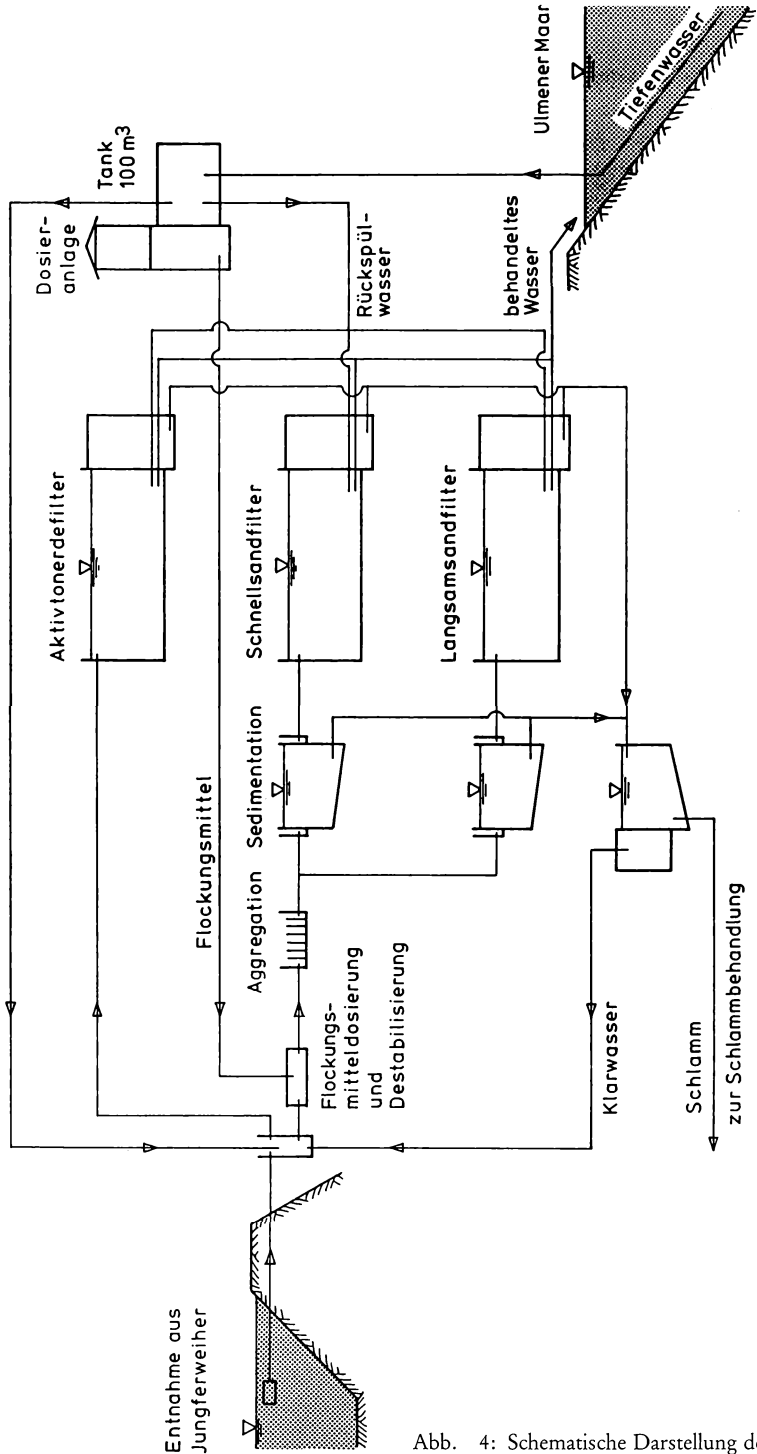 Entnahme aus
Jungferweiher
Flockungs-
mitteldosierung
und
Destabilisierung
Aggregation
Sedimentation
Flockungsmittel
Aktivtonerdefilter
Schnellsandfilter
Langsamsandfilter
Dosier-
anlage
Tank
100 m³
Rückspül-
wasser
behandeltes
Wasser
Ulmener Maar
Tiefenwasser
Klarwasser
Schlamm
zur Schlammbehandlung
Abb. 4: Schematische Darstellung de